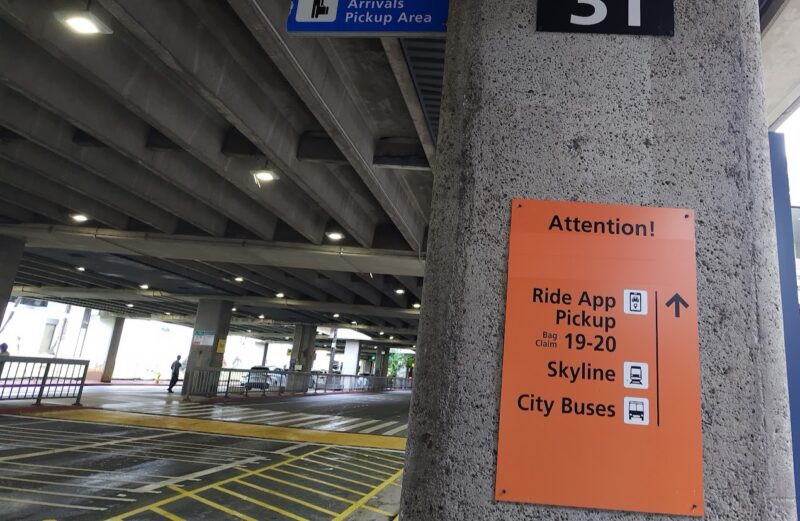 Arrivals
Pickup Area
31
Attention!
Ride App
Pickup
Bag
Claim 19-20
Skyline
City Buses